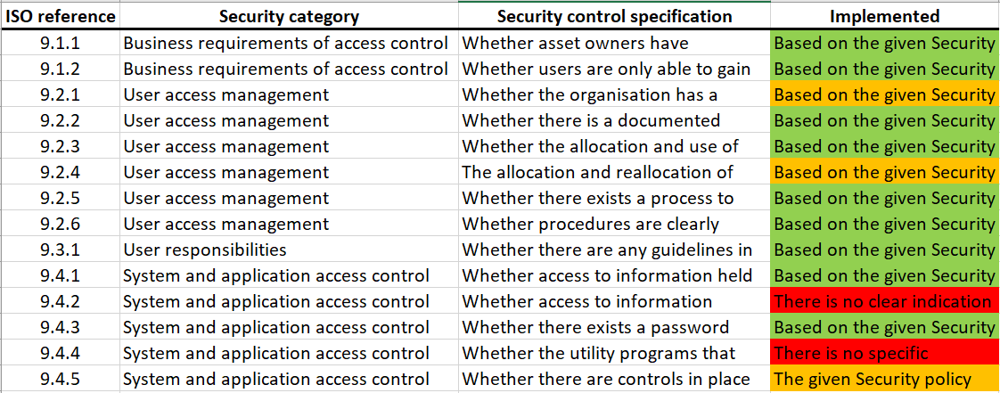 ISO reference Security category Security control specification Implemented
9.1.1 Business requirements of access control Whether asset owners have Based on the given Security
9.1.2 Business requirements of access control Whether users are only able to gain Based on the given Security
9.2.1 User access management Whether the organisation has a Based on the given Security
9.2.2 User access management Whether there is a documented Based on the given Security
9.2.3 User access management Whether the allocation and use of Based on the given Security
9.2.4 User access management The allocation and reallocation of Based on the given Security
9.2.5 User access management Whether there exists a process to Based on the given Security
9.2.6 User access management Whether procedures are clearly Based on the given Security
9.3.1 User responsibilities Whether there are any guidelines in Based on the given Security
9.4.1 System and application access control Whether access to information held Based on the given Security
9.4.2 System and application access control Whether access to information There is no clear indication
9.4.3 System and application access control Whether there exists a password Based on the given Security
9.4.4 System and application access control Whether the utility programs that There is no specific
9.4.5 System and application access control Whether there are controls in place The given Security policy